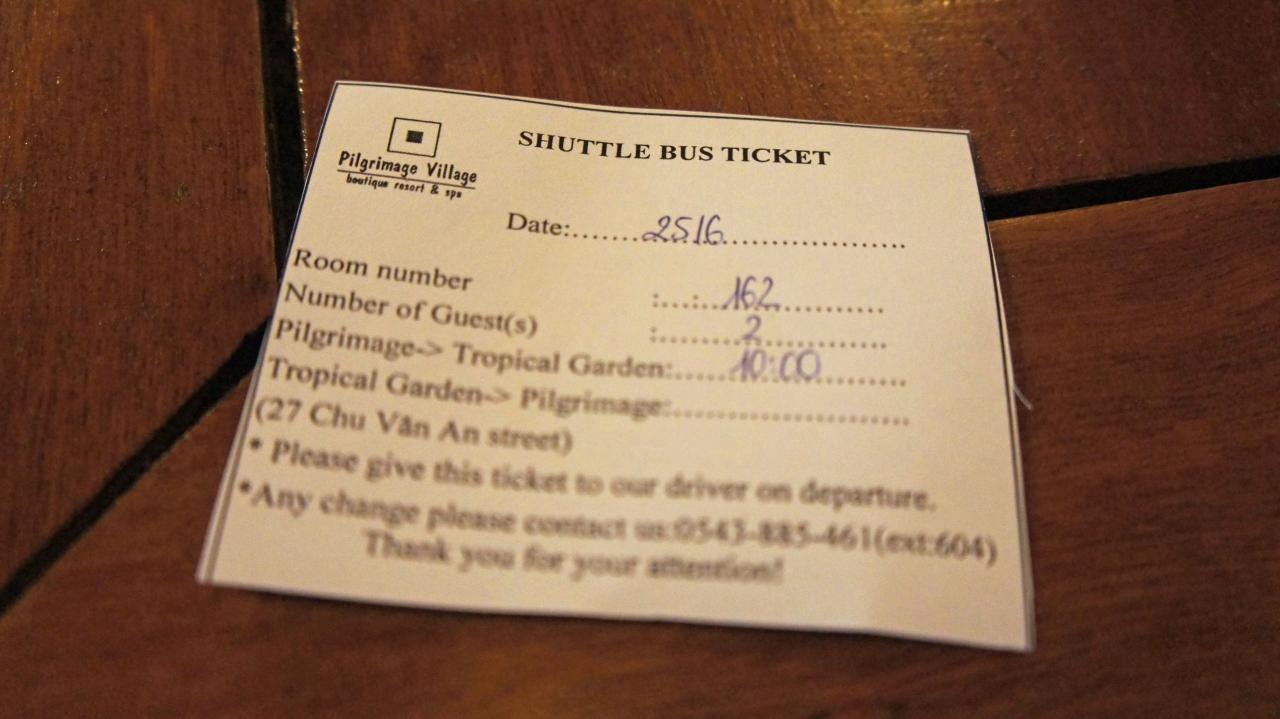 Pilgrimage Village
boutique resort & spa
SHUTTLE BUS TICKET
Date:.......25/6............................
Room number :....:....162................
Number of Guest(s) :..............2...................
Pilgrimage-> Tropical Garden:.......10:00..............
Tropical Garden-> Pilgrimage:....................................
(27 Chu Văn An street)
* Please give this ticket to our driver on departure.
*Any change please contact us:0543-885-461(ext:604)
Thank you for your attention!